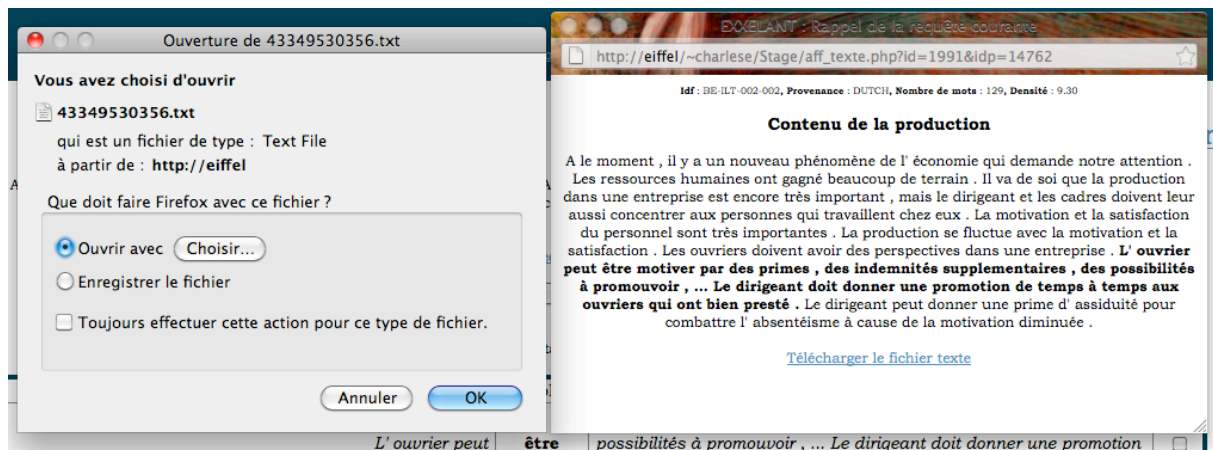 Ouverture de 43349530356.txt
Vous avez choisi d'ouvrir
43349530356.txt
qui est un fichier de type : Text File
à partir de : http://eiffel
Que doit faire Firefox avec ce fichier ?
Ouvrir avec Choisir...
Enregistrer le fichier
Toujours effectuer cette action pour ce type de fichier.
Annuler OK
EXXELANT : Rappel de la requête courante
http://eiffel/~charlese/Stage/aff_texte.php?id=1991&idp=14762
Idf : BE-ILT-002-002, Provenance : DUTCH, Nombre de mots : 129, Densité : 9.30
Contenu de la production
A le moment , il y a un nouveau phénomène de l' économie qui demande notre attention .
Les ressources humaines ont gagné beaucoup de terrain . Il va de soi que la production
dans une entreprise est encore très important , mais le dirigeant et les cadres doivent leur
aussi concentrer aux personnes qui travaillent chez eux . La motivation et la satisfaction
du personnel sont très importantes . La production se fluctue avec la motivation et la
satisfaction . Les ouvriers doivent avoir des perspectives dans une entreprise . L' ouvrier
peut être motiver par des primes , des indemnités supplementaires , des possibilités
à promouvoir , ... Le dirigeant doit donner une promotion de temps à temps aux
ouvriers qui ont bien presté . Le dirigeant peut donner une prime d' assiduité pour
combattre l' absentéisme à cause de la motivation diminuée .
Télécharger le fichier texte
L' ouvrier peut être possibilités à promouvoir , ... Le dirigeant doit donner une promotion